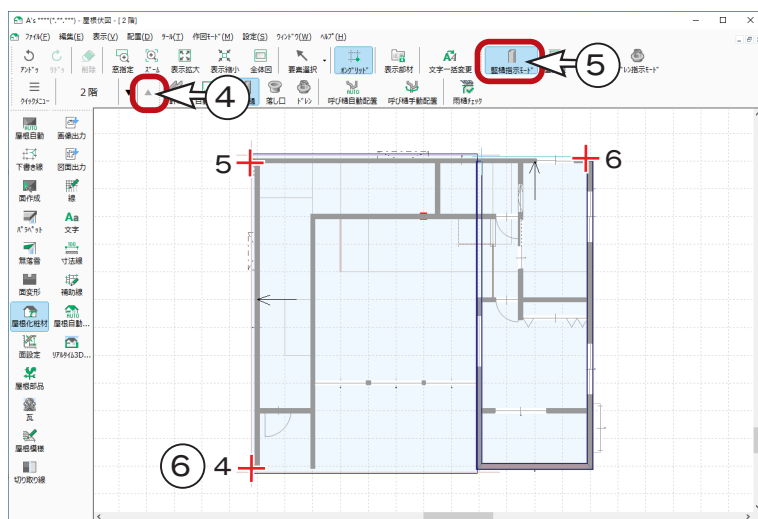 A's ****(*.**.***) - 屋根伏図 - [ 2 階 ]
ﾌｧｲﾙ(F) 編集(E) 表示(V) 配置(D) ﾂｰﾙ(T) 作図ﾓｰﾄﾞ(M) 設定(S) ｳｨﾝﾄﾞｳ(W) ﾍﾙﾌﾟ(H)
ｱﾝﾄﾞｩ ﾘﾄﾞｩ 削除 窓指定 ｽﾞｰﾑ 表示拡大 表示縮小 全体図 要素選択 ｵﾝｸﾞﾘｯﾄﾞ 表示部材 文字一括変更 竪樋指示ﾓｰﾄﾞ ﾄﾞﾚﾝ指示ﾓｰﾄﾞ
5
ｸｲｯｸﾒﾆｭｰ 2 階 4 落し口 ﾄﾞﾚﾝ 呼び樋自動配置 呼び樋手動配置 雨樋ﾁｪｯｸ
屋根自動 画像出力
下書き線 図面出力
面作成 線
ﾊﾟﾗﾍﾟｯﾄ 文字
無落雪 寸法線
面変形 補助線
屋根化粧材 屋根自動...
面設定 ﾘｱﾙﾀｲﾑ3D...
屋根部品
瓦
屋根模様
切り取り線
5 6
6 4